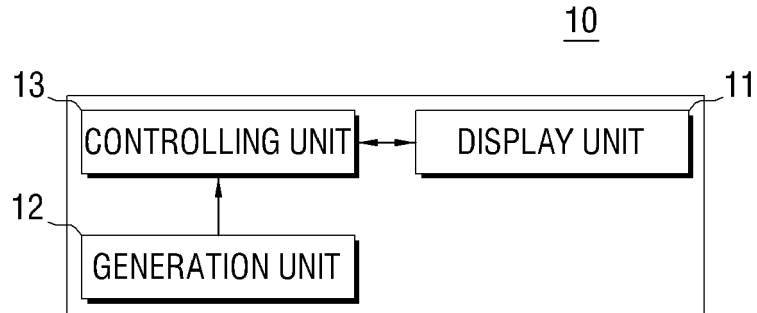 10
13
11
CONTROLLING UNIT
DISPLAY UNIT
12
GENERATION UNIT